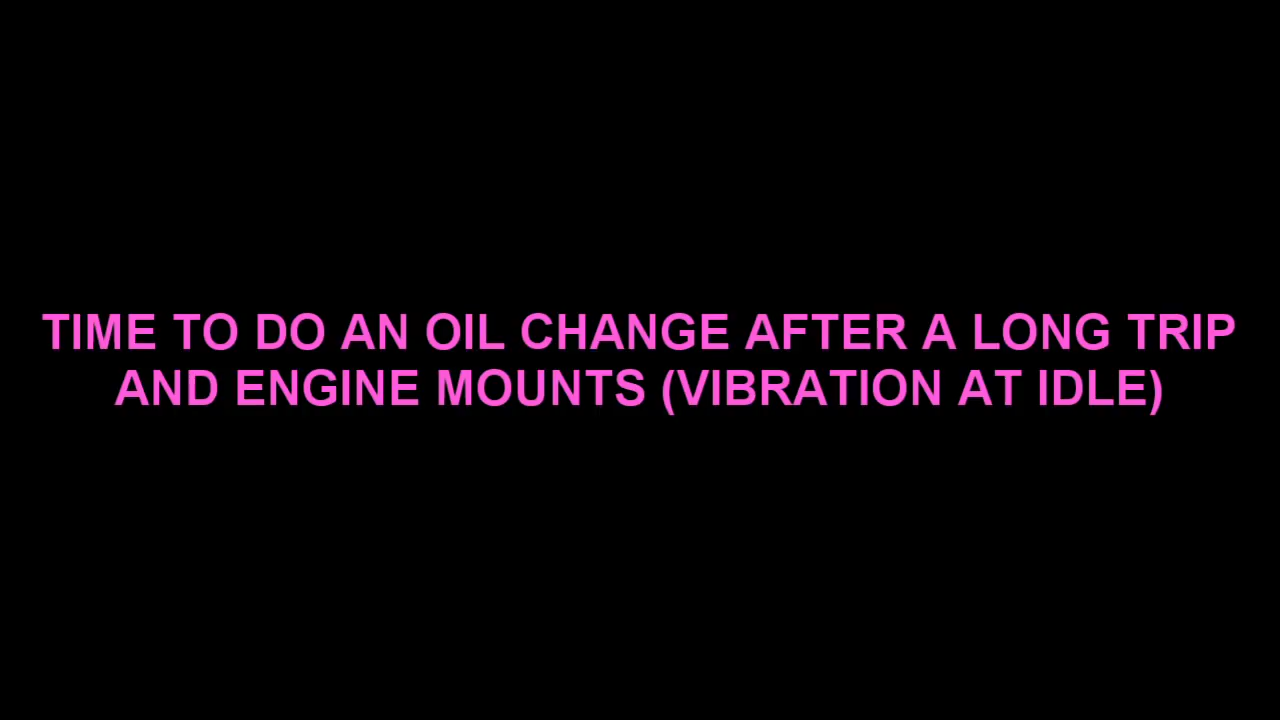 TIME TO DO AN OIL CHANGE AFTER A LONG TRIP
AND ENGINE MOUNTS (VIBRATION AT IDLE)